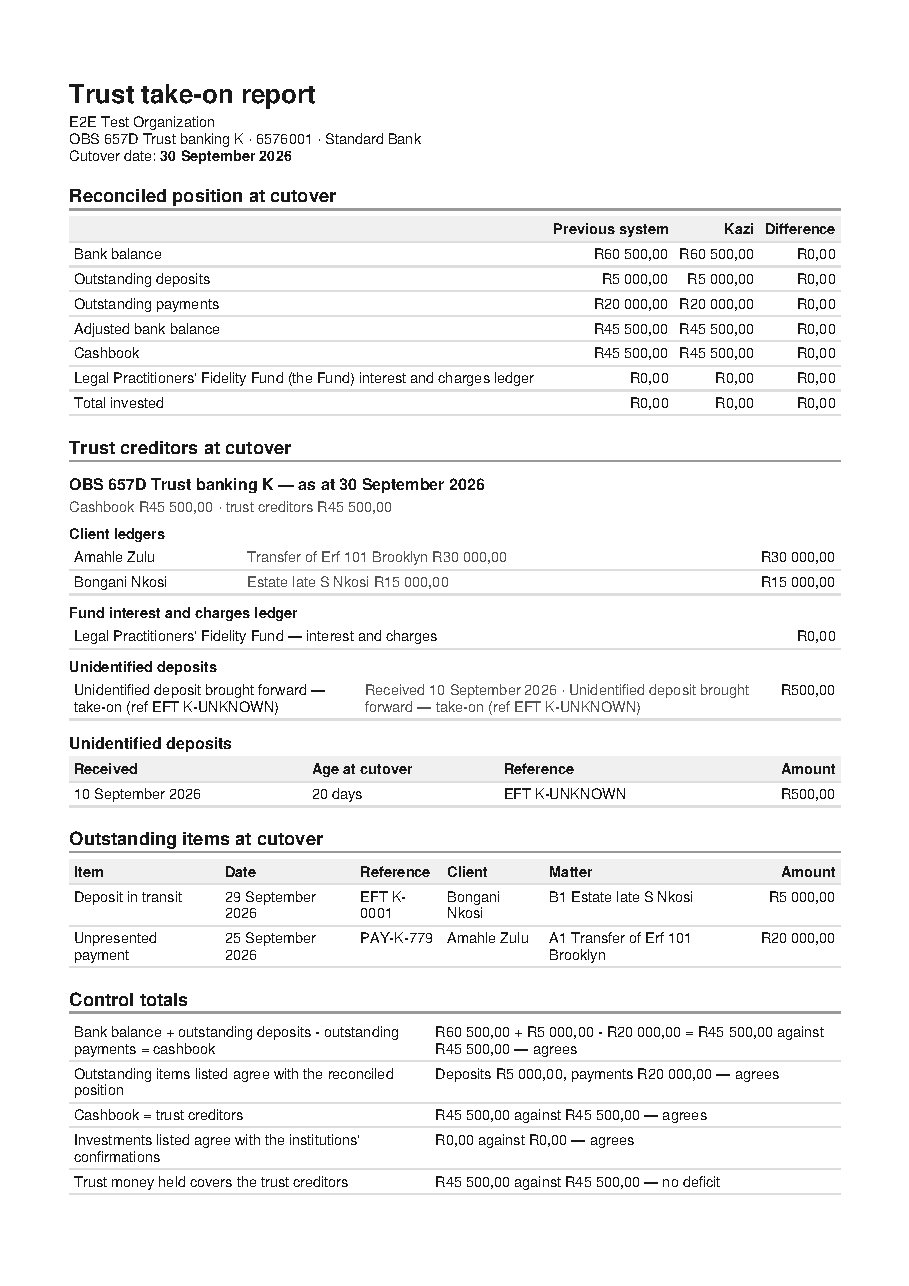 Trust take-on report
E2E Test Organization
OBS 657D Trust banking K · 6576001 · Standard Bank
Cutover date: 30 September 2026
Reconciled position at cutover
Previous system Kazi Difference
Bank balance R60 500,00 R60 500,00 R0,00
Outstanding deposits R5 000,00 R5 000,00 R0,00
Outstanding payments R20 000,00 R20 000,00 R0,00
Adjusted bank balance R45 500,00 R45 500,00 R0,00
Cashbook R45 500,00 R45 500,00 R0,00
Legal Practitioners' Fidelity Fund (the Fund) interest and charges ledger R0,00 R0,00 R0,00
Total invested R0,00 R0,00 R0,00
Trust creditors at cutover
OBS 657D Trust banking K — as at 30 September 2026
Cashbook R45 500,00 · trust creditors R45 500,00
Client ledgers
Amahle Zulu Transfer of Erf 101 Brooklyn R30 000,00 R30 000,00
Bongani Nkosi Estate late S Nkosi R15 000,00 R15 000,00
Fund interest and charges ledger
Legal Practitioners' Fidelity Fund — interest and charges R0,00
Unidentified deposits
Unidentified deposit brought forward — Received 10 September 2026 · Unidentified deposit brought R500,00
take-on (ref EFT K-UNKNOWN) forward — take-on (ref EFT K-UNKNOWN)
Unidentified deposits
Received Age at cutover Reference Amount
10 September 2026 20 days EFT K-UNKNOWN R500,00
Outstanding items at cutover
Item Date Reference Client Matter Amount
Deposit in transit 29 September EFT K- Bongani B1 Estate late S Nkosi R5 000,00
2026 0001 Nkosi
Unpresented 25 September PAY-K-779 Amahle Zulu A1 Transfer of Erf 101 R20 000,00
payment 2026 Brooklyn
Control totals
Bank balance + outstanding deposits - outstanding R60 500,00 + R5 000,00 - R20 000,00 = R45 500,00 against
payments = cashbook R45 500,00 — agrees
Outstanding items listed agree with the reconciled Deposits R5 000,00, payments R20 000,00 — agrees
position
Cashbook = trust creditors R45 500,00 against R45 500,00 — agrees
Investments listed agree with the institutions' R0,00 against R0,00 — agrees
confirmations
Trust money held covers the trust creditors R45 500,00 against R45 500,00 — no deficit